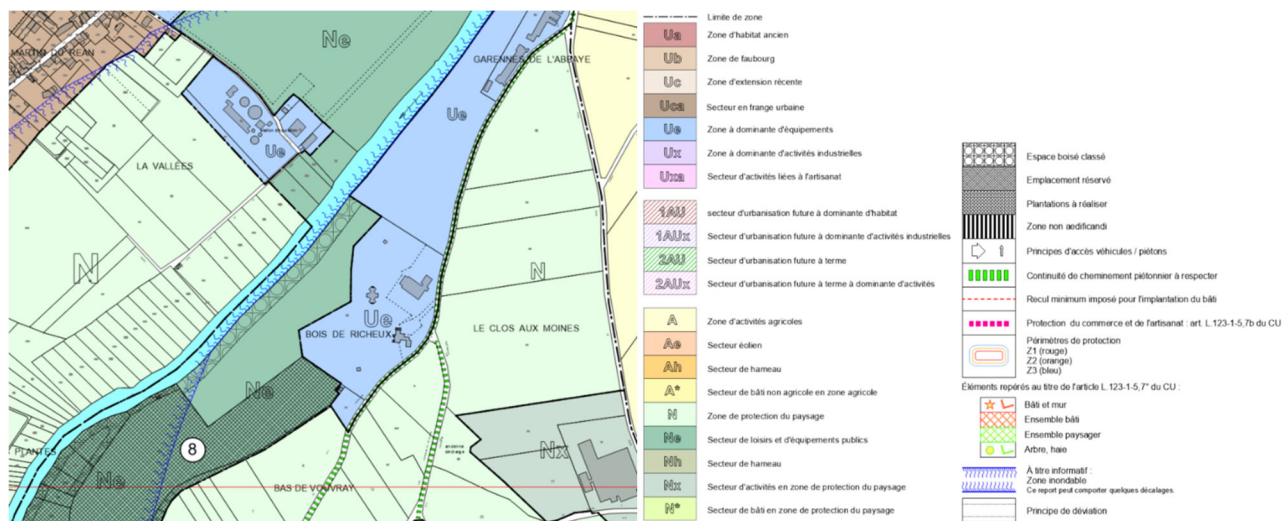 MARTIN DU REAN
Ne
GARENNES DE L'ABBAYE
Ue
Ue
LA VALLÉES
N
N
Ue
BOIS DE RICHEUX
LE CLOS AUX MOINES
Ne
8
PLANTES
Ne
BAS DE VOUVRAY
Nx
Limite de zone
Ua Zone d'habitat ancien
Ub Zone de faubourg
Uc Zone d'extension récente
Uca Secteur en frange urbaine
Ue Zone à dominante d'équipements
Ux Zone à dominante d'activités industrielles
Uxa Secteur d'activités liées à l'artisanat
1AU secteur d'urbanisation future à dominante d'habitat
1AUx Secteur d'urbanisation future à dominante d'activités industrielles
2AU Secteur d'urbanisation future à terme
2AUx Secteur d'urbanisation future à terme à dominante d'activités
A Zone d'activités agricoles
Ae Secteur éolien
Ah Secteur de hameau
A* Secteur de bâti non agricole en zone agricole
N Zone de protection du paysage
Ne Secteur de loisirs et d'équipements publics
Nh Secteur de hameau
Nx Secteur d'activités en zone de protection du paysage
N* Secteur de bâti en zone de protection du paysage
Espace boisé classé
Emplacement réservé
Plantations à réaliser
Zone non aedificandi
Principes d'accès véhicules / piétons
Continuité de cheminement piétonnier à respecter
Recul minimum imposé pour l'implantation du bâti
Protection du commerce et de l'artisanat : art. L.123-1-5,7b du CU
Périmètres de protection
Z1 (rouge)
Z2 (orange)
Z3 (bleu)
Éléments repérés au titre de l'article L.123-1-5,7° du CU :
Bâti et mur
Ensemble bâti
Ensemble paysager
Arbre, haie
À titre informatif :
Zone inondable
Ce report peut comporter quelques décalages.
Principe de déviation